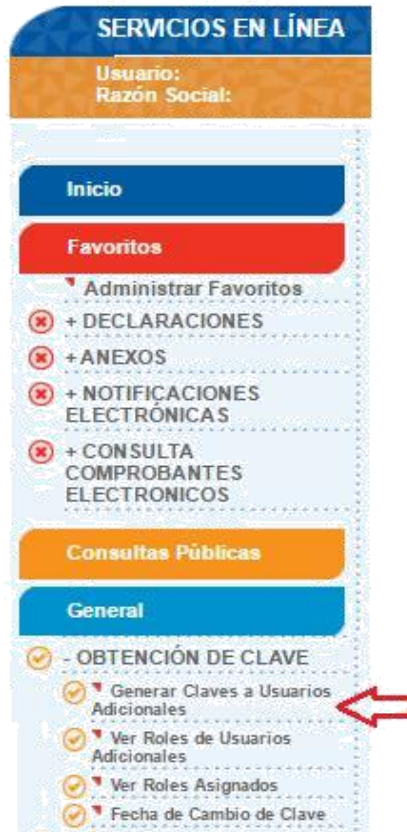 SERVICIOS EN LÍNEA
Usuario:
Razón Social:
Inicio
Favoritos
Administrar Favoritos
+ DECLARACIONES
+ ANEXOS
+ NOTIFICACIONES
ELECTRÓNICAS
+ CONSULTA
COMPROBANTES
ELECTRONICOS
Consultas Públicas
General
- OBTENCIÓN DE CLAVE
Generar Claves a Usuarios
Adicionales
Ver Roles de Usuarios
Adicionales
Ver Roles Asignados
Fecha de Cambio de Clave